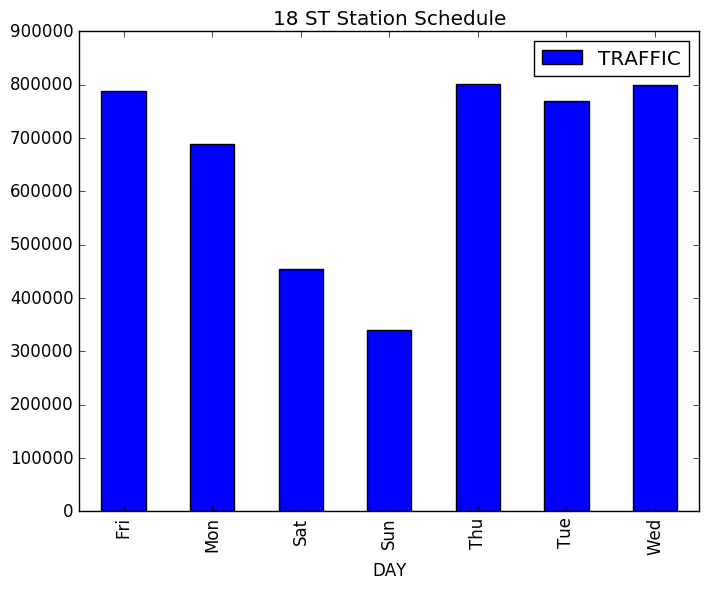 18 ST Station Schedule
TRAFFIC
900000
800000
700000
600000
500000
400000
300000
200000
100000
0
Fri Mon Sat Sun Thu Tue Wed
DAY